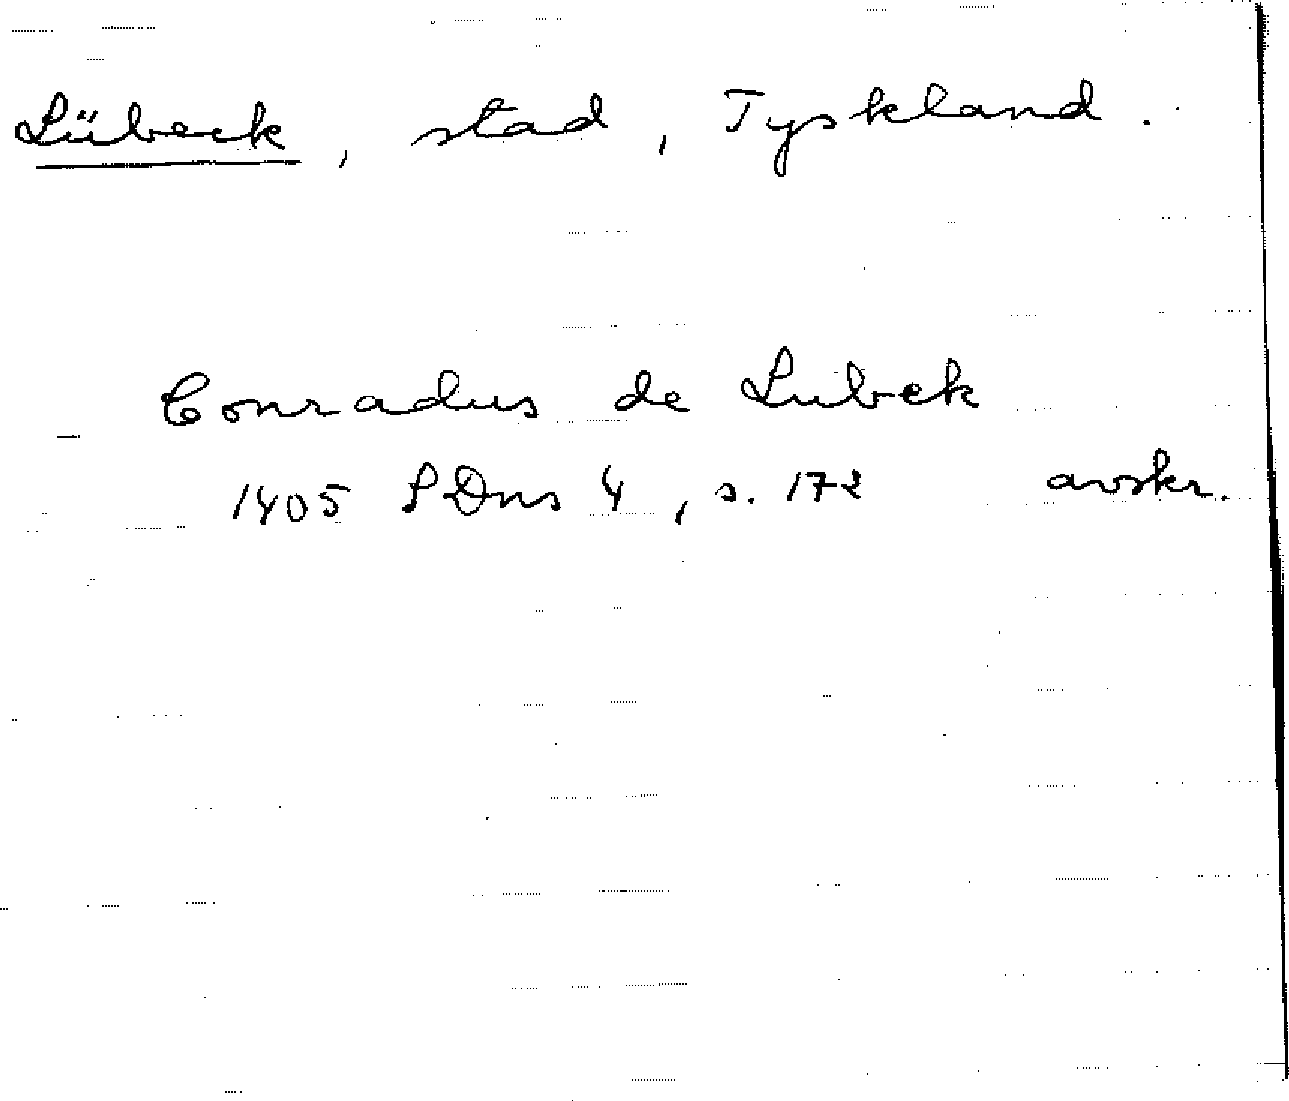 Lübeck, stad, Tyskland.
Conradus de Lubek
1405 SDns 4, s. 172 avskr.